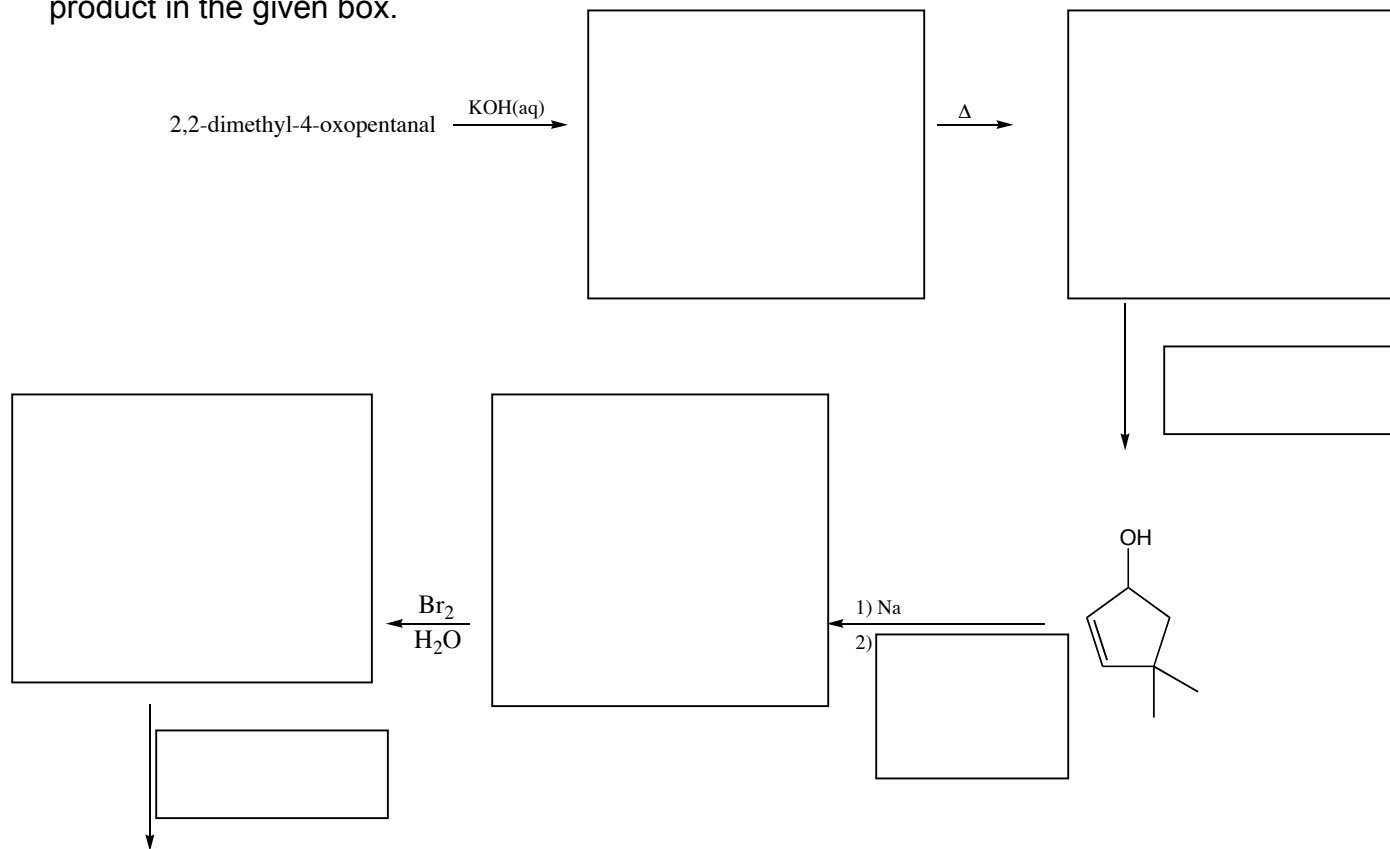 product in the given box.
2,2-dimethyl-4-oxopentanal
KOH(aq)
Δ
OH
1) Na
2)
Br₂
H₂O